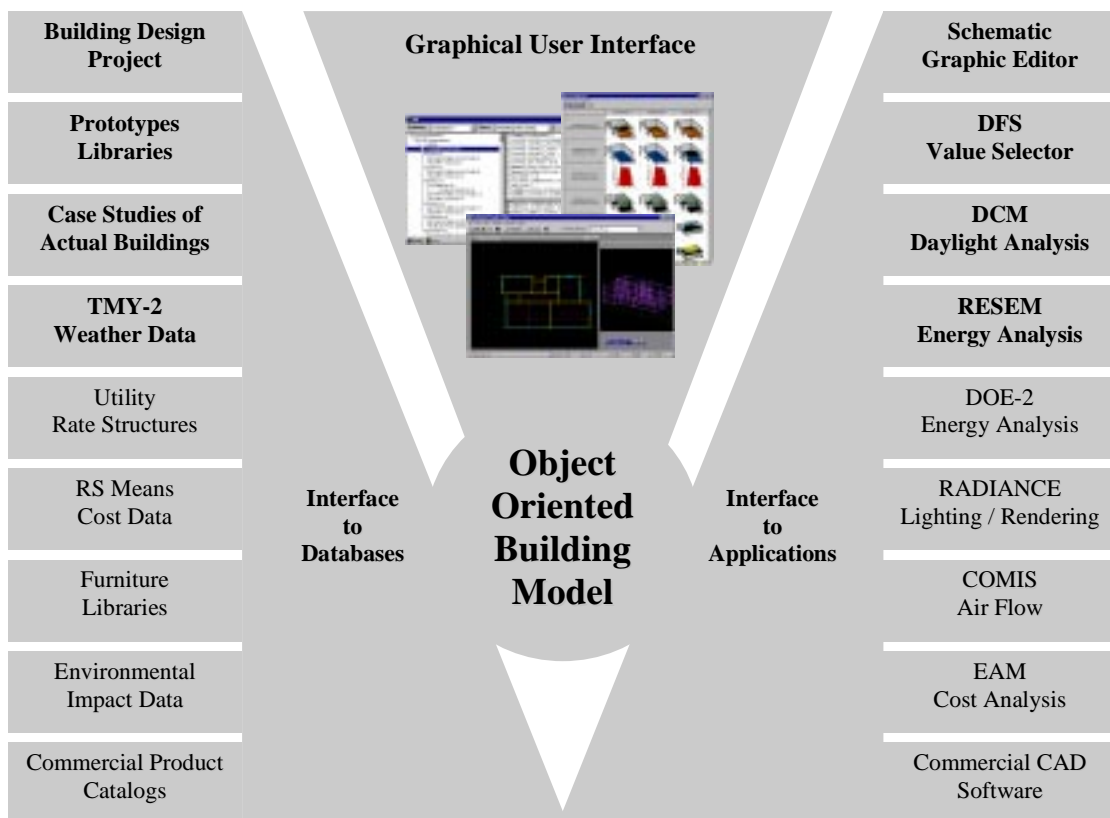 Building Design
Project
Prototypes
Libraries
Case Studies of
Actual Buildings
TMY-2
Weather Data
Utility
Rate Structures
RS Means
Cost Data
Furniture
Libraries
Environmental
Impact Data
Commercial Product
Catalogs
Graphical User Interface
Interface
to
Databases
Object
Oriented
Building
Model
Interface
to
Applications
Schematic
Graphic Editor
DFS
Value Selector
DCM
Daylight Analysis
RESEM
Energy Analysis
DOE-2
Energy Analysis
RADIANCE
Lighting / Rendering
COMIS
Air Flow
EAM
Cost Analysis
Commercial CAD
Software